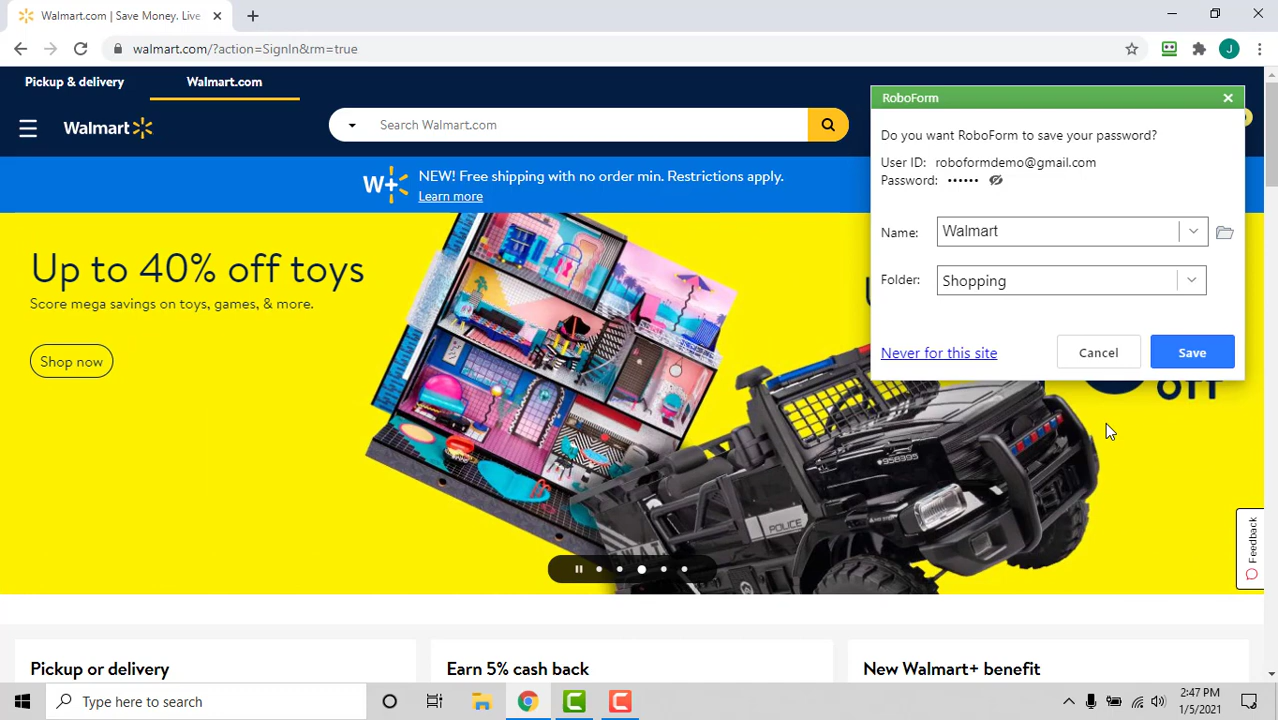 Walmart.com | Save Money. Live
walmart.com/?action=SignIn&rm=true
J
Pickup & delivery
Walmart.com
Walmart
Search Walmart.com
W+
NEW! Free shipping with no order min. Restrictions apply.
Learn more
Up to 40% off toys
Score mega savings on toys, games, & more.
Shop now
off
POLICE
958395
RoboForm
Do you want RoboForm to save your password?
User ID: roboformdemo@gmail.com
Password: ••••••
Name: Walmart
Folder: Shopping
Never for this site
Cancel
Save
Feedback
Pickup or delivery
Earn 5% cash back
New Walmart+ benefit
Type here to search
2:47 PM
1/5/2021